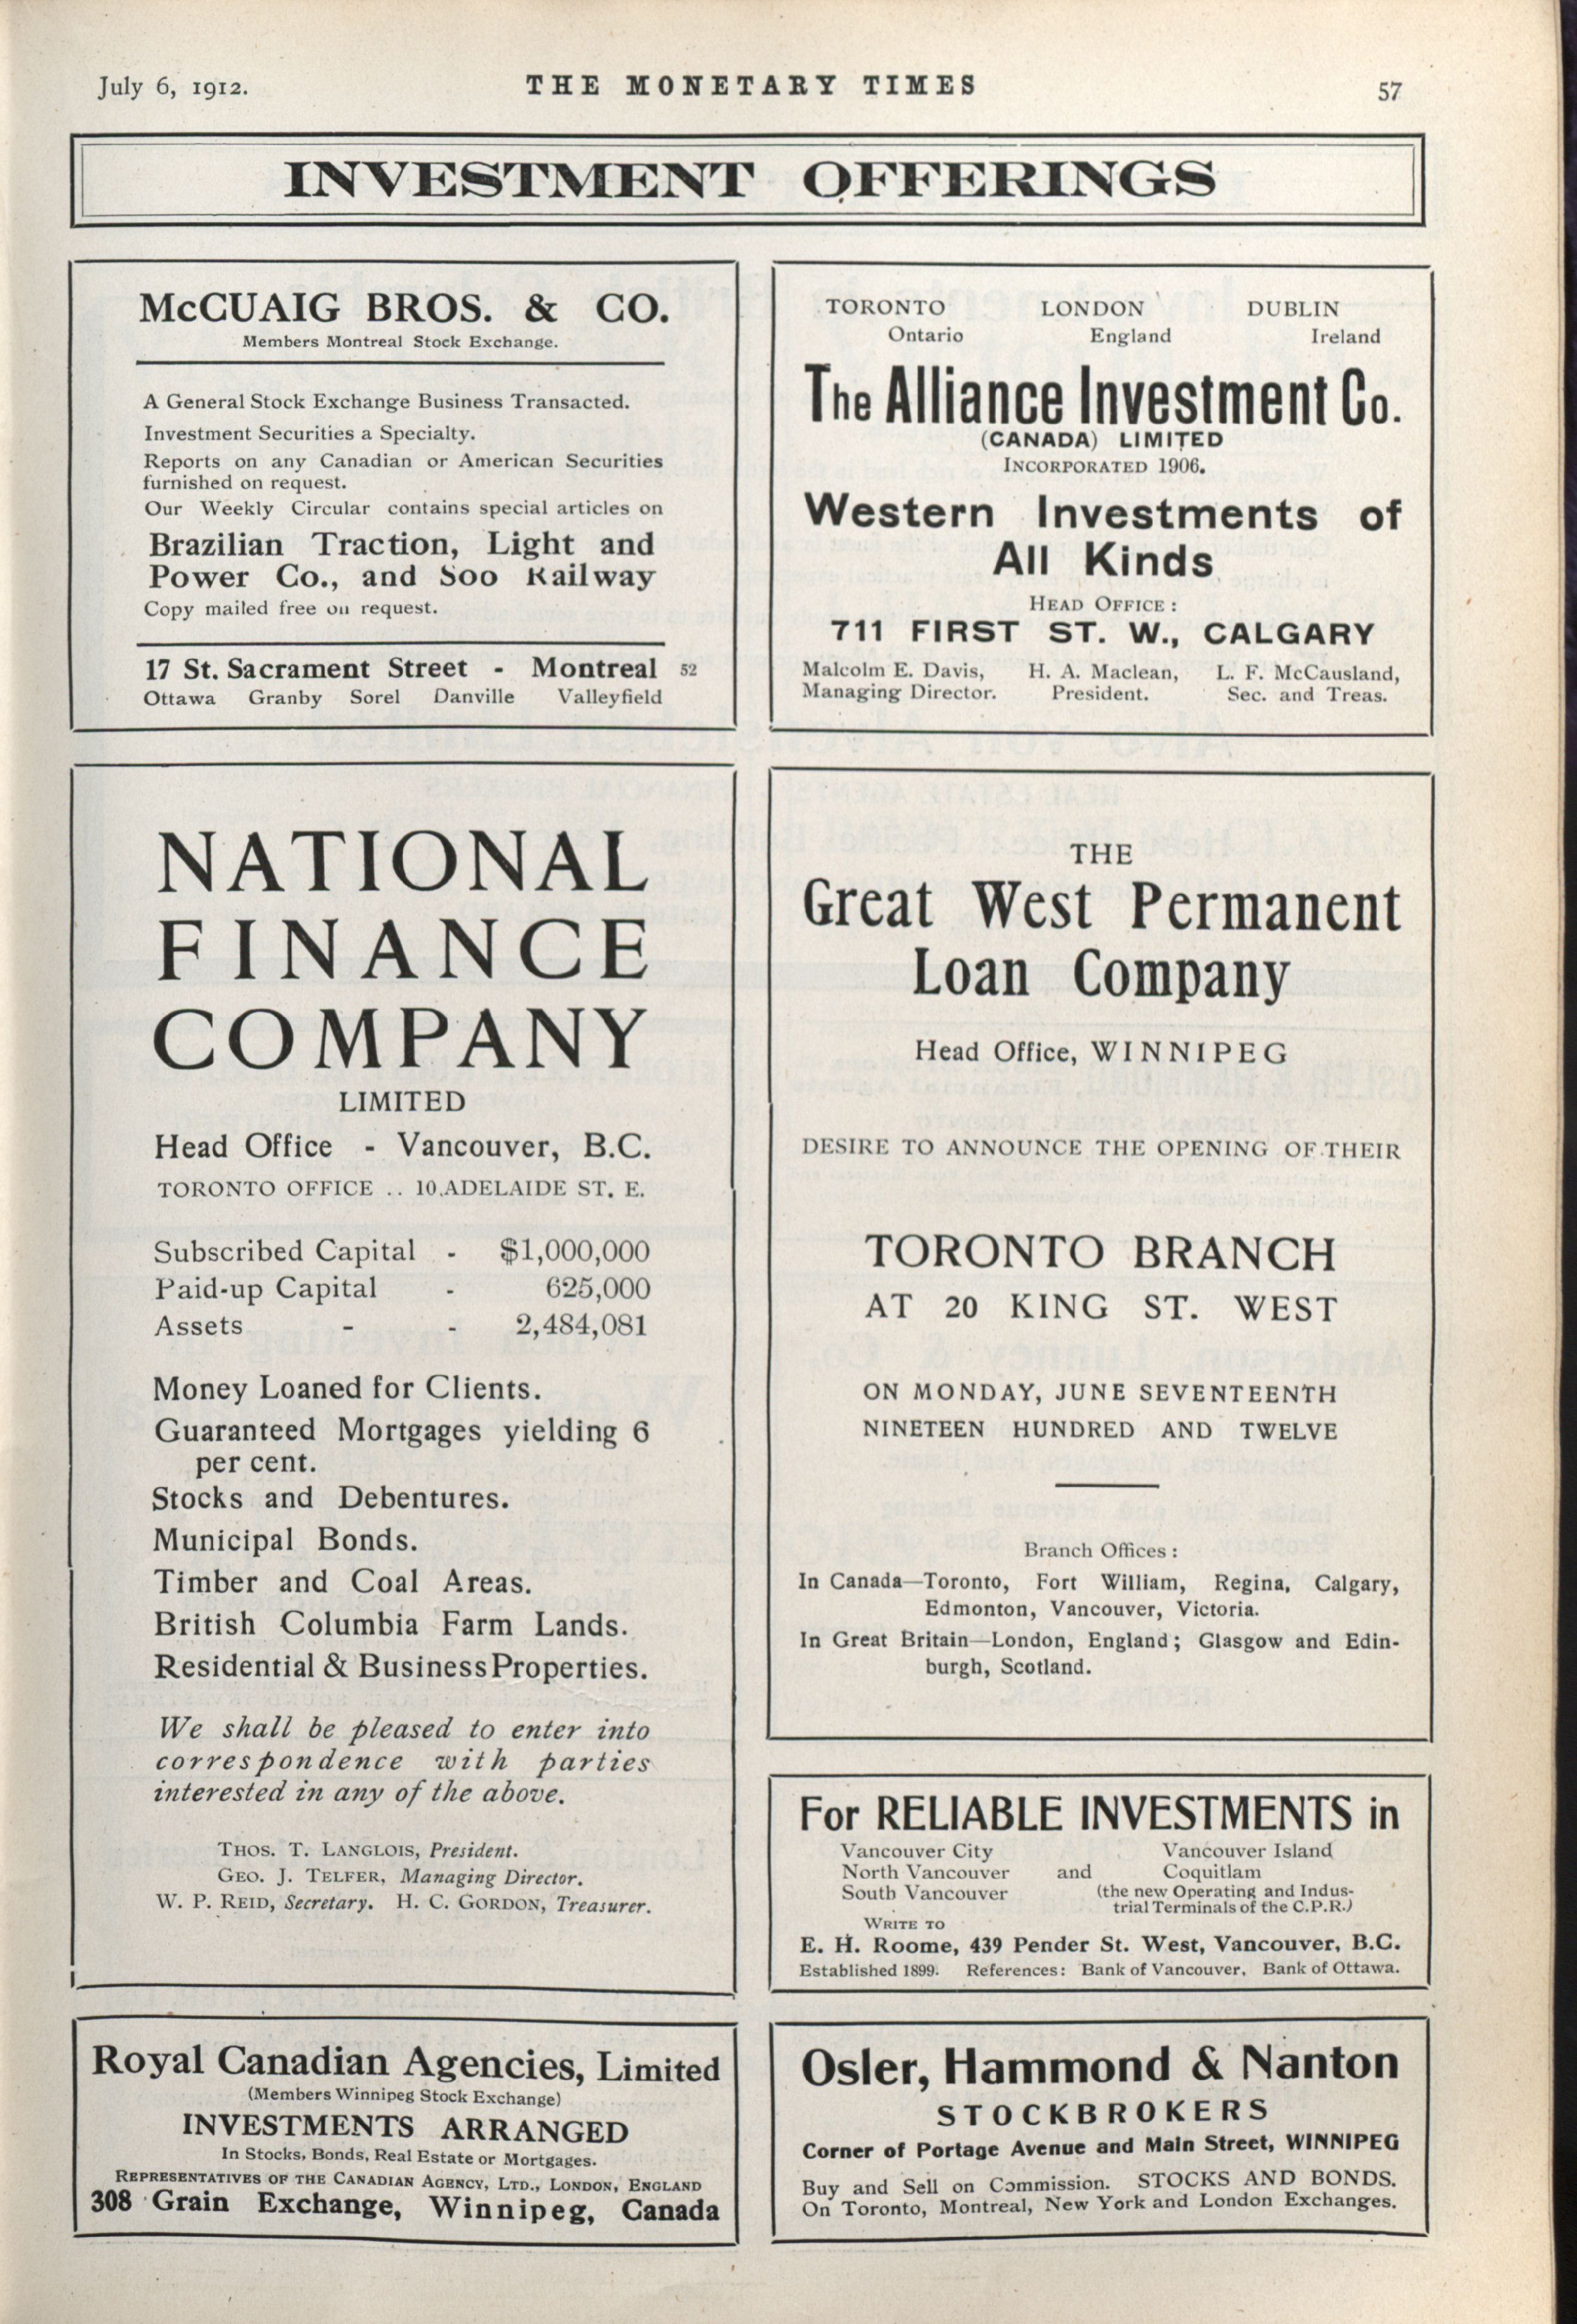 July 6, 1912.
THE MONETARY TIMES
57
INVESTMENT OFFERINGS
McCUAIG BROS. & CO.
Members Montreal Stock Exchange.
A General Stock Exchange Business Transacted.
Investment Securities a Specialty.
Reports on any Canadian or American Securities
furnished on request.
Our Weekly Circular contains special articles on
Brazilian Traction, Light and
Power Co., and Soo Railway
Copy mailed free on request.
17 St. Sacrament Street - Montreal 52
Ottawa Granby Sorel Danville Valleyfield
TORONTO LONDON DUBLIN
Ontario England Ireland
The Alliance Investment Co.
(CANADA) LIMITED
INCORPORATED 1906.
Western Investments of
All Kinds
HEAD OFFICE :
711 FIRST ST. W., CALGARY
Malcolm E. Davis, H. A. Maclean, L. F. McCausland,
Managing Director. President. Sec. and Treas.
NATIONAL
FINANCE
COMPANY
LIMITED
Head Office - Vancouver, B.C.
TORONTO OFFICE .. 10 ADELAIDE ST. E.
Subscribed Capital - $1,000,000
Paid-up Capital - 625,000
Assets - - 2,484,081
Money Loaned for Clients.
Guaranteed Mortgages yielding 6
per cent.
Stocks and Debentures.
Municipal Bonds.
Timber and Coal Areas.
British Columbia Farm Lands.
Residential & Business Properties.
We shall be pleased to enter into
correspondence with parties
interested in any of the above.
THOS. T. LANGLOIS, President.
GEO. J. TELFER, Managing Director.
W. P. REID, Secretary. H. C. GORDON, Treasurer.
THE
Great West Permanent
Loan Company
Head Office, WINNIPEG
DESIRE TO ANNOUNCE THE OPENING OF THEIR
TORONTO BRANCH
AT 20 KING ST. WEST
ON MONDAY, JUNE SEVENTEENTH
NINETEEN HUNDRED AND TWELVE
Branch Offices :
In Canada—Toronto, Fort William, Regina, Calgary,
Edmonton, Vancouver, Victoria.
In Great Britain—London, England; Glasgow and Edin-
burgh, Scotland.
For RELIABLE INVESTMENTS in
Vancouver City Vancouver Island
North Vancouver and Coquitlam
South Vancouver (the new Operating and Indus-
trial Terminals of the C.P.R.)
WRITE TO
E. H. Roome, 439 Pender St. West, Vancouver, B.C.
Established 1899. References: Bank of Vancouver, Bank of Ottawa.
Royal Canadian Agencies, Limited
(Members Winnipeg Stock Exchange)
INVESTMENTS ARRANGED
In Stocks, Bonds, Real Estate or Mortgages.
REPRESENTATIVES OF THE CANADIAN AGENCY, LTD., LONDON, ENGLAND
308 Grain Exchange, Winnipeg, Canada
Osler, Hammond & Nanton
STOCKBROKERS
Corner of Portage Avenue and Main Street, WINNIPEG
Buy and Sell on Commission. STOCKS AND BONDS.
On Toronto, Montreal, New York and London Exchanges.